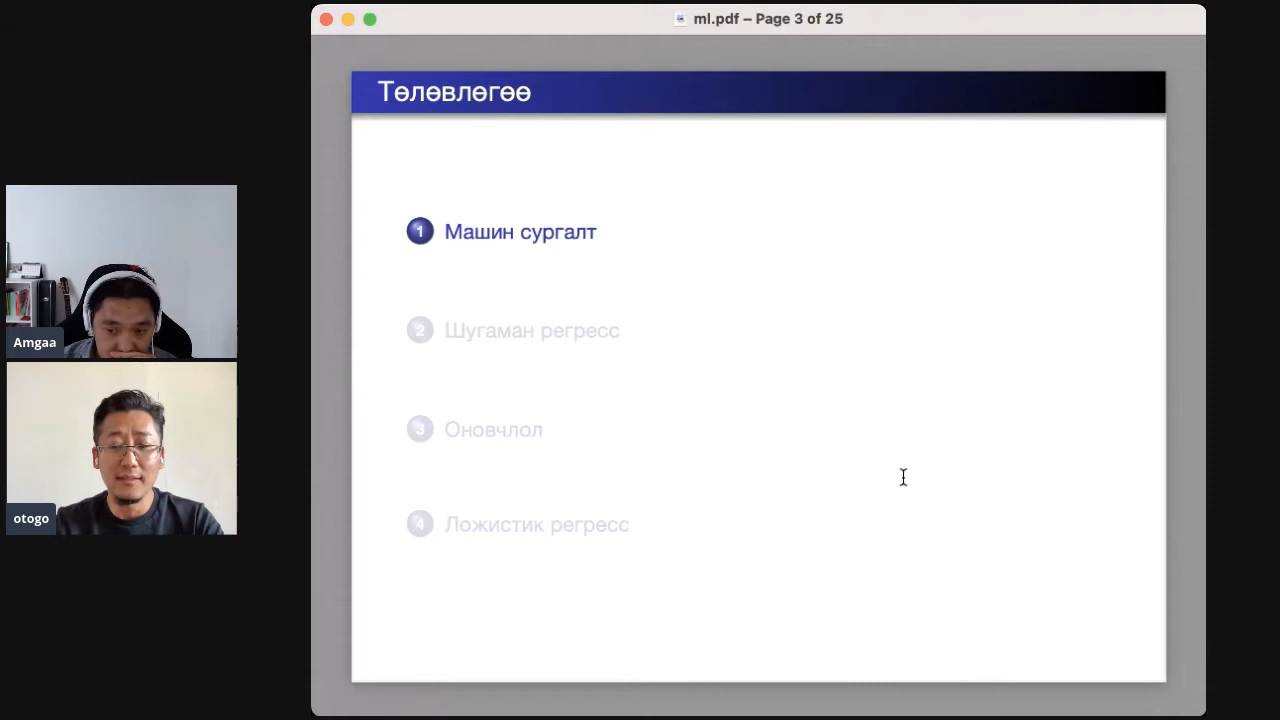 ml.pdf – Page 3 of 25
Төлөвлөгөө
1 Машин сургалт
2 Шугаман регресс
3 Оновчлол
4 Ложистик регресс
Amgaa
otogo